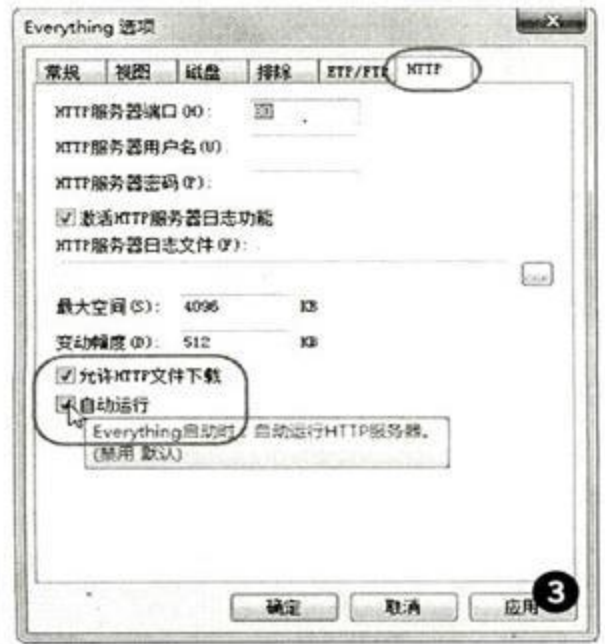 Everything 选项
常规 视图 磁盘 排除 ETP/FTP HTTP
HTTP服务器端口(H): 80
HTTP服务器用户名(U)
HTTP服务器密码(P):
激活HTTP服务器日志功能
HTTP服务器日志文件(F):
...
最大空间(S): 4096 KB
变动幅度(D): 512 KB
允许HTTP文件下载
自动运行
Everything启动时,自动运行HTTP服务器。
(禁用 默认)
确定 取消 应用
3